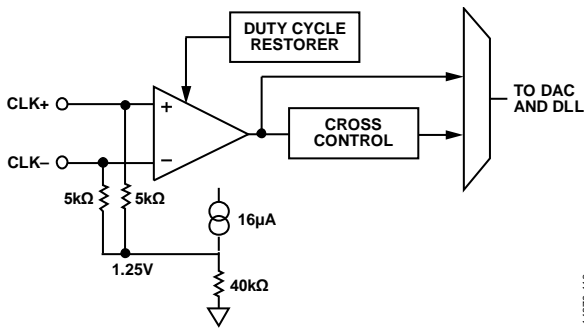 DUTY CYCLE
RESTORER
CLK+
+
CLK–
–
CROSS
CONTROL
TO DAC
AND DLL
5kΩ
5kΩ
16µA
1.25V
40kΩ